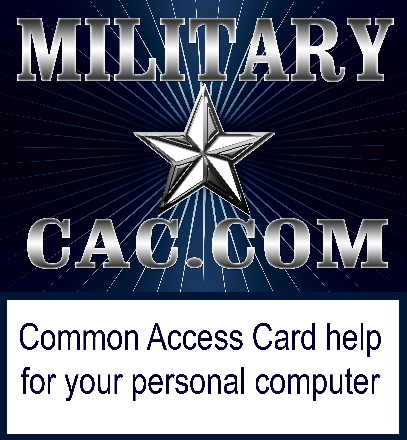 MILITARY
CAC.COM
Common Access Card help
for your personal computer